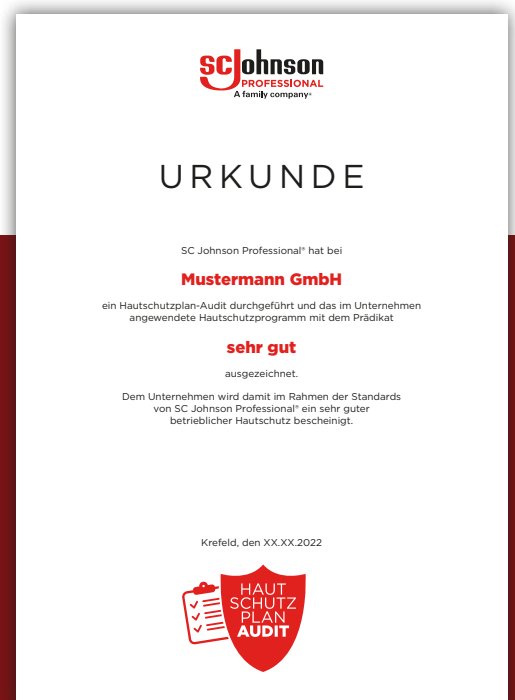 SC Johnson
PROFESSIONAL
A family company®
URKUNDE
SC Johnson Professional® hat bei
Mustermann GmbH
ein Hautschutzplan-Audit durchgeführt und das im Unternehmen
angewendete Hautschutzprogramm mit dem Prädikat
sehr gut
ausgezeichnet.
Dem Unternehmen wird damit im Rahmen der Standards
von SC Johnson Professional® ein sehr guter
betrieblicher Hautschutz bescheinigt.
Krefeld, den XX.XX.2022
HAUT
SCHUTZ
PLAN
AUDIT